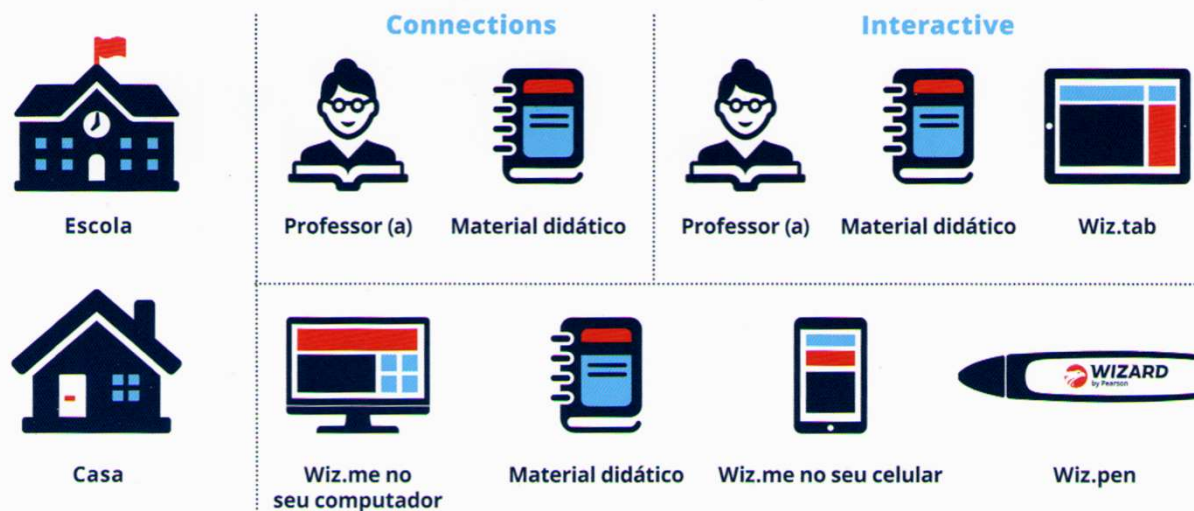 Connections
Interactive
Escola
Professor (a)
Material didático
Professor (a)
Material didático
Wiz.tab
Casa
Wiz.me no
seu computador
Material didático
Wiz.me no seu celular
WIZARD
by Pearson
Wiz.pen